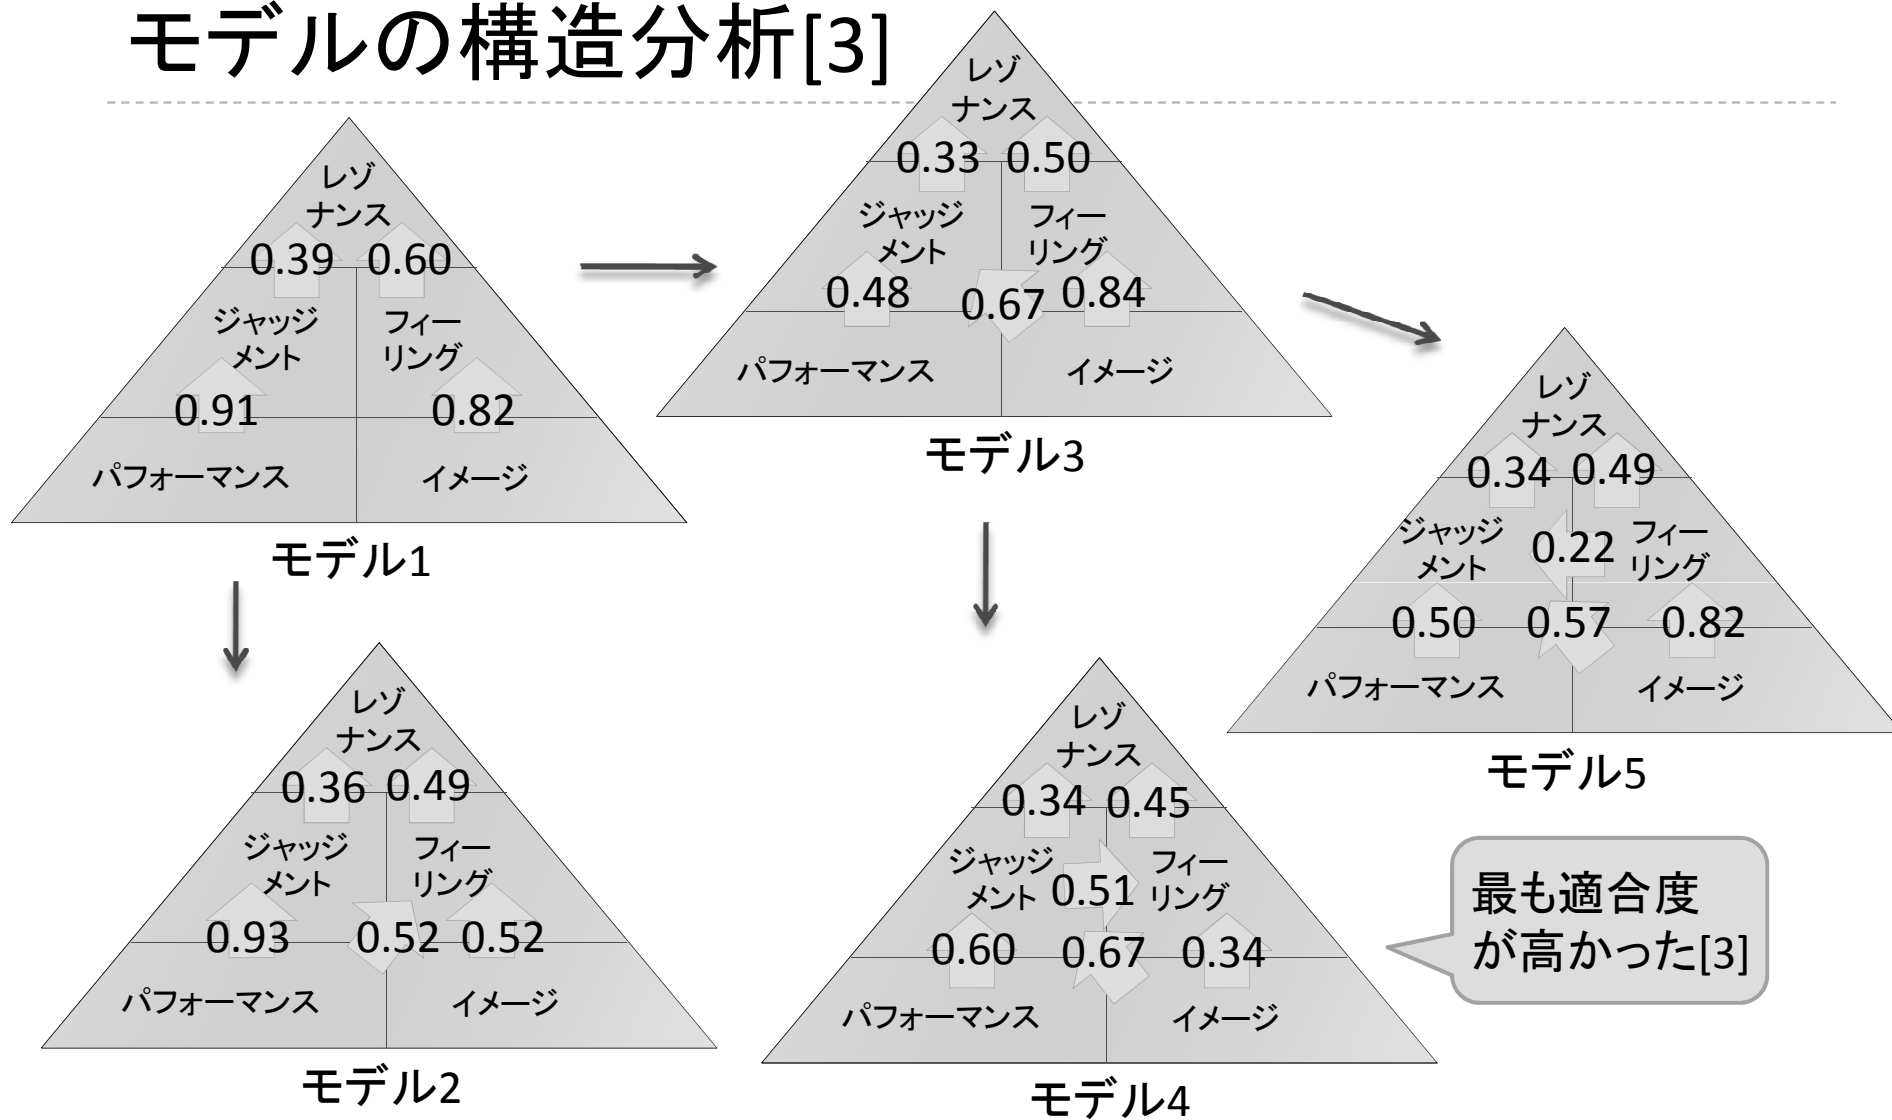 モデルの構造分析[3]
レゾ
ナンス
0.39 0.60
ジャッジ
メント
フィー
リング
0.91 0.82
パフォーマンス イメージ
モデル1
レゾ
ナンス
0.33 0.50
ジャッジ
メント
フィー
リング
0.48 0.67 0.84
パフォーマンス イメージ
モデル3
レゾ
ナンス
0.34 0.49
ジャッジ
メント
0.22
フィー
リング
0.50 0.57 0.82
パフォーマンス イメージ
モデル5
レゾ
ナンス
0.36 0.49
ジャッジ
メント
フィー
リング
0.93 0.52 0.52
パフォーマンス イメージ
モデル2
レゾ
ナンス
0.34 0.45
ジャッジ
メント
0.51
フィー
リング
0.60 0.67 0.34
パフォーマンス イメージ
モデル4
最も適合度
が高かった[3]